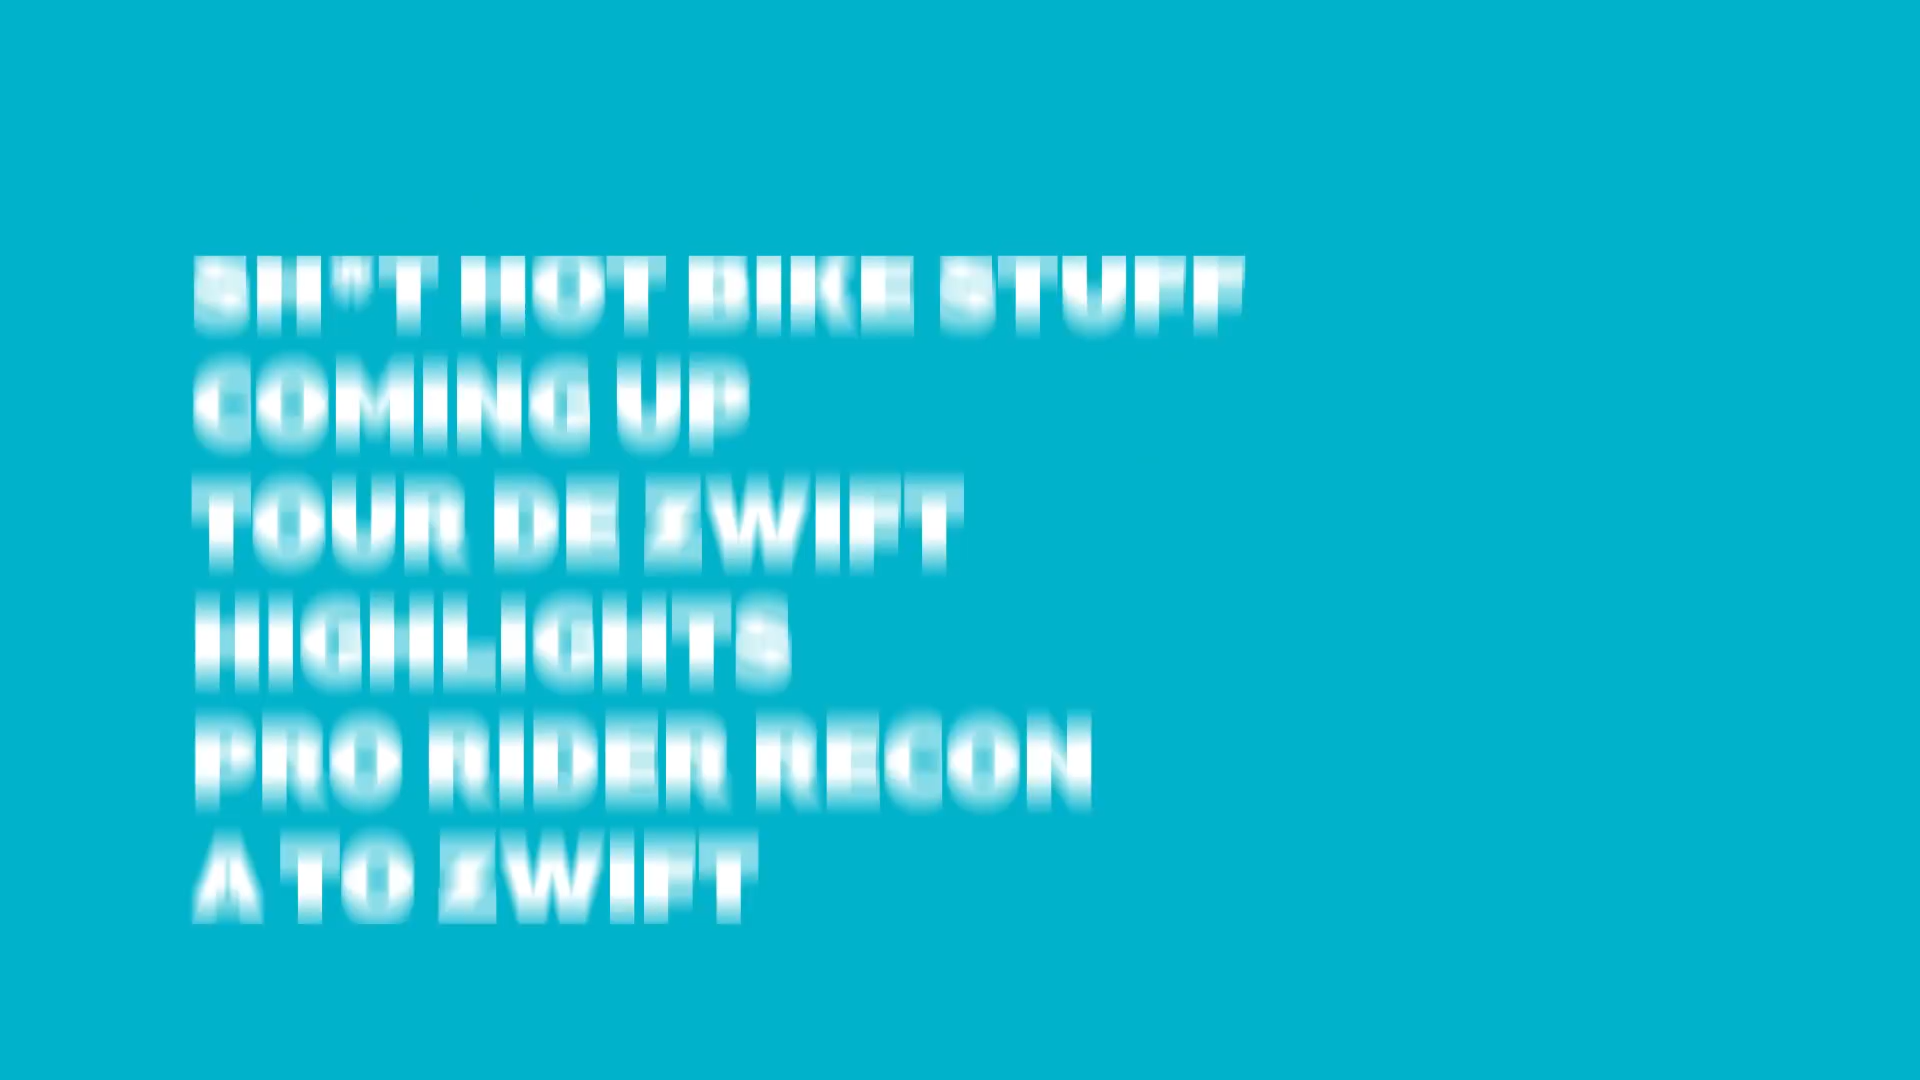 SH*T HOT BIKE STUFF
COMING UP
TOUR DE ZWIFT
HIGHLIGHTS
PRO RIDER RECON
A TO ZWIFT